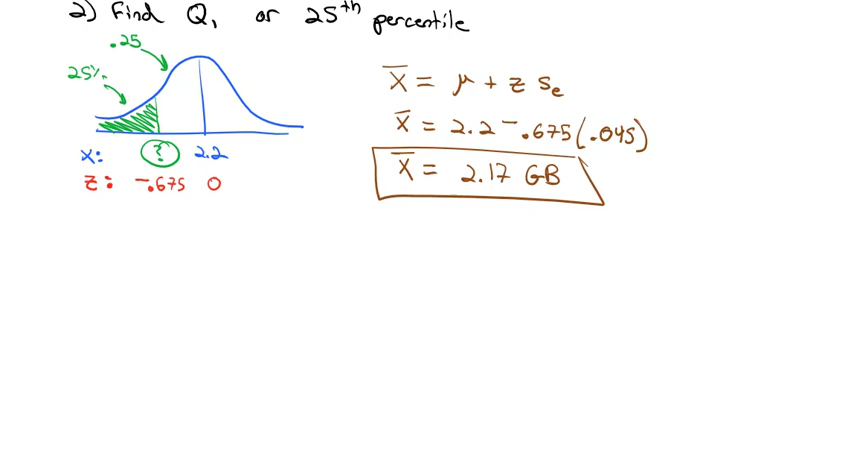 2) Find Q₁ or 25th percentile
.25
25%
X: ? 2.2
Z: -.675 0
X̄ = μ + z Se
X̄ = 2.2 - .675(.045)
X̄ = 2.17 GB